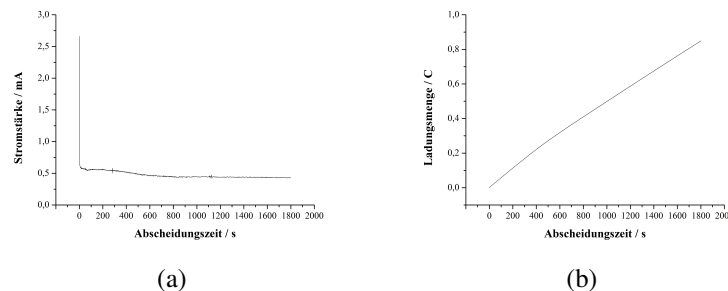 3,0
2,5
2,0
1,5
1,0
0,5
0,0
Stromstärke / mA
0 200 400 600 800 1000 1200 1400 1600 1800 2000
Abscheidungszeit / s
(a)
1,0
0,8
0,6
0,4
0,2
0,0
Ladungsmenge / C
0 200 400 600 800 1000 1200 1400 1600 1800 2000
Abscheidungszeit / s
(b)